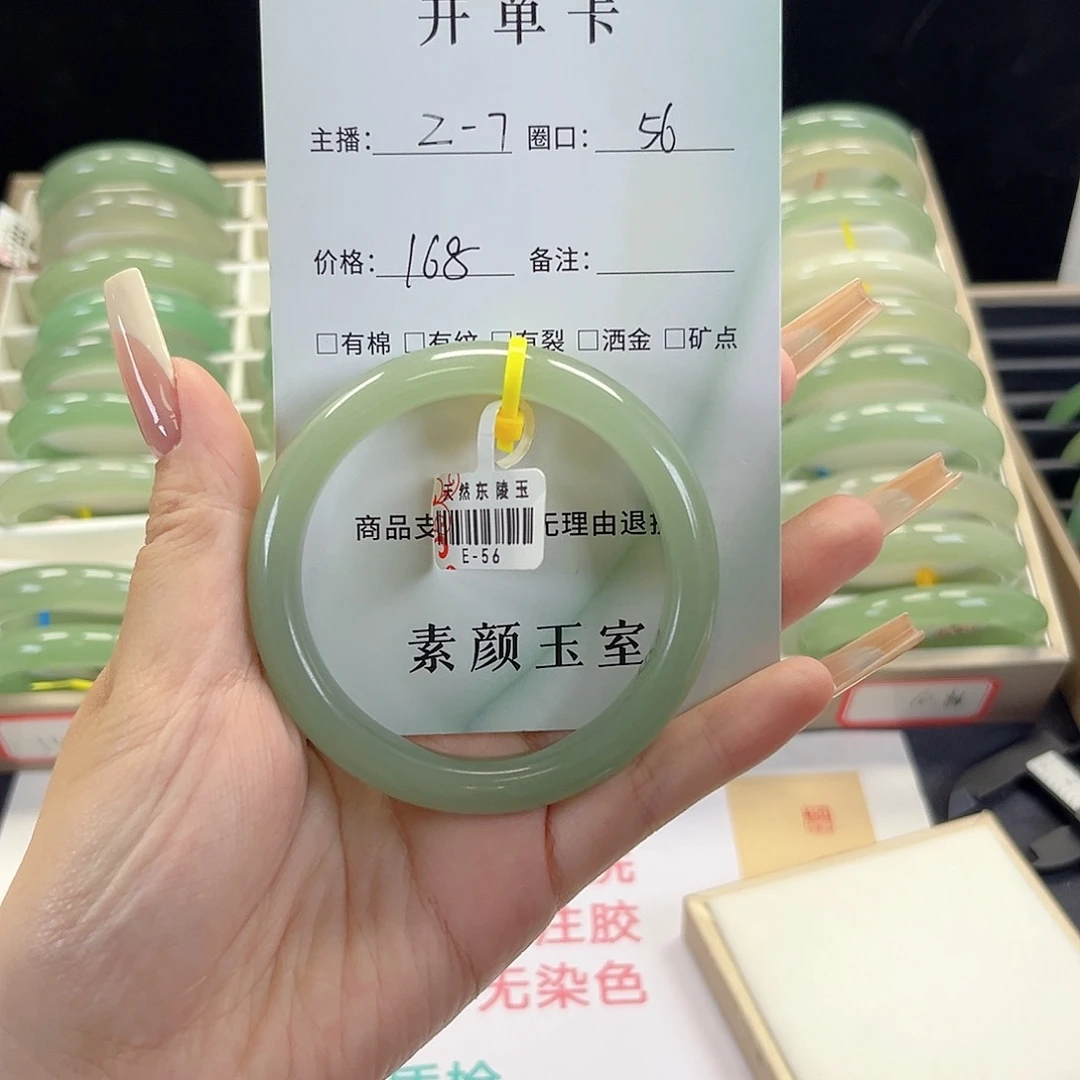 开单卡
主播: 2-7 圈口: 56
价格: 168 备注:
□有棉 □有纹 □有裂 □洒金 □矿点
天然东陵玉
商品支 无理由退
E-56
素颜玉室
注胶
无染色